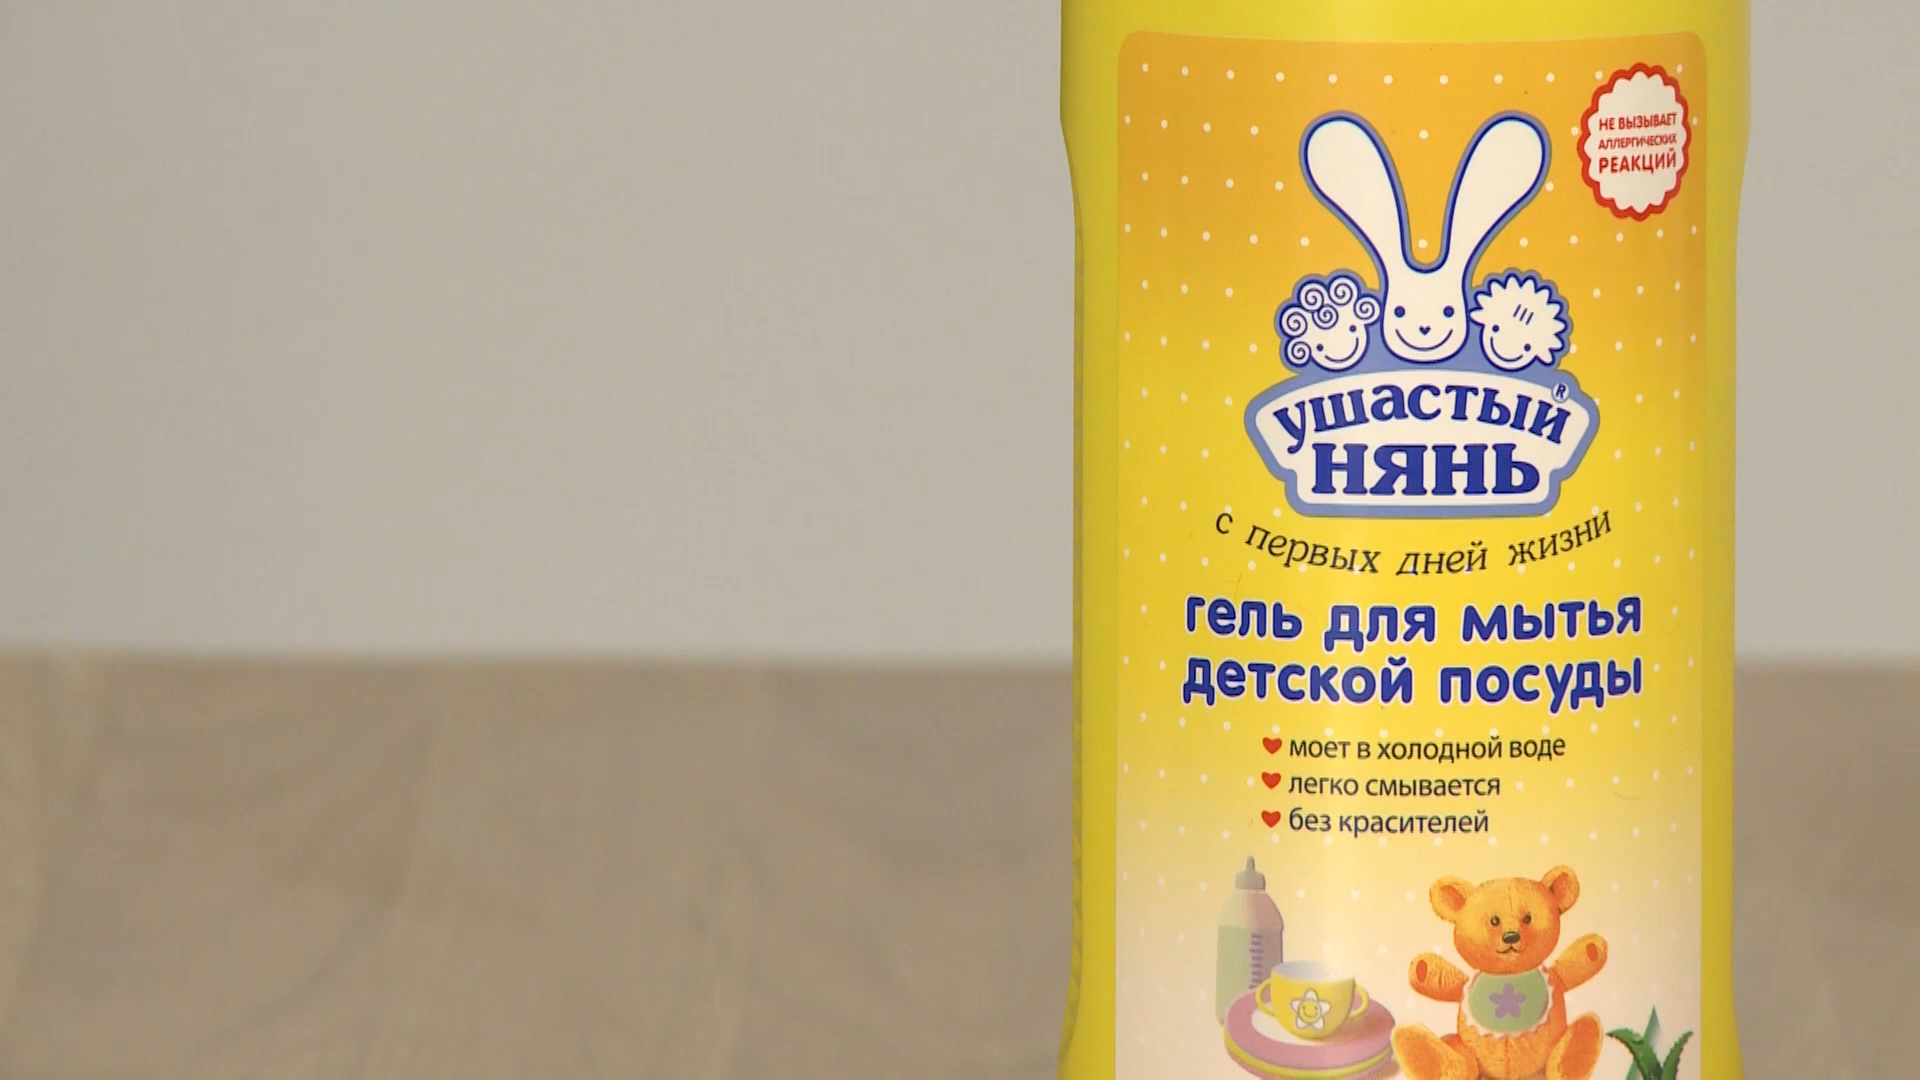 НЕ ВЫЗЫВАЕТ
АЛЛЕРГИЧЕСКИХ
РЕАКЦИЙ
ушастый®
нянь
с первых дней жизни
гель для мытья
детской посуды
моет в холодной воде
легко смывается
без красителей